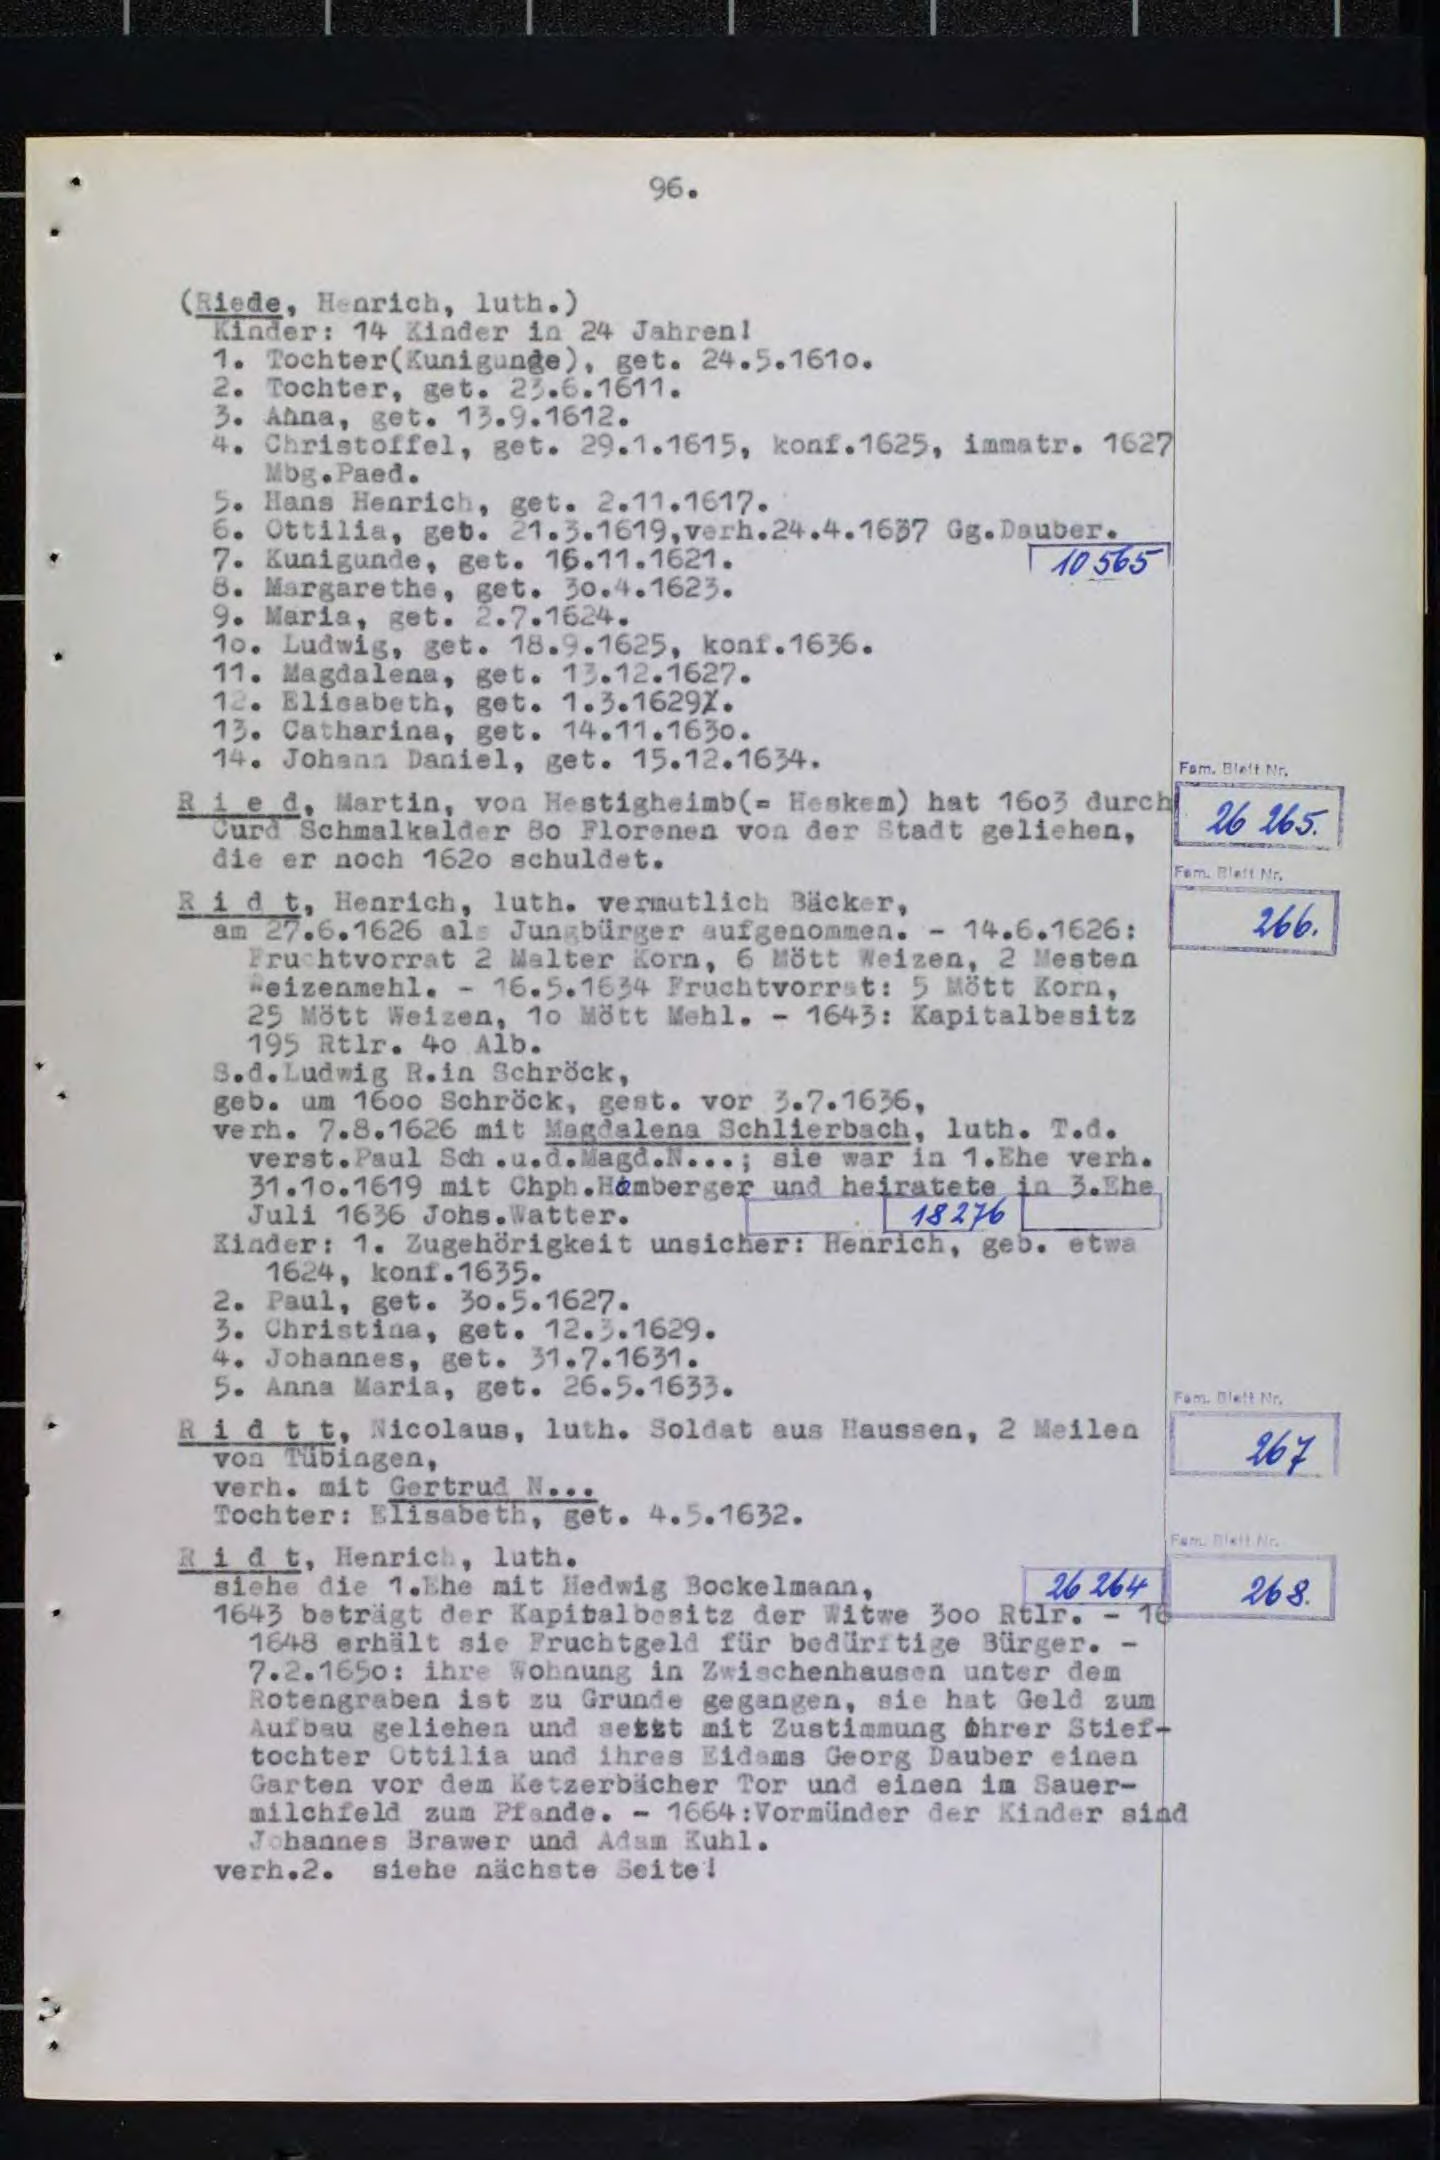 96.
(Riede, Henrich, luth.)
Kinder: 14 Kinder in 24 Jahren!
1. Tochter(Kunigunde), get. 24.5.161o.
2. Tochter, get. 23.6.1611.
3. Anna, get. 13.9.1612.
4. Christoffel, get. 29.1.1615, konf.1625, immatr. 1627
Mbg.Paed.
5. Hans Henrich, get. 2.11.1617.
6. Ottilia, geb. 21.3.1619,verh.24.4.1637 Gg.Dauber.
7. Kunigunde, get. 16.11.1621.
10565
8. Margarethe, get. 3o.4.1623.
9. Maria, get. 2.7.1624.
1o. Ludwig, get. 18.9.1625, konf.1636.
11. Magdalena, get. 13.12.1627.
12. Elisabeth, get. 1.3.1629.
13. Catharina, get. 14.11.163o.
14. Johann Daniel, get. 15.12.1634.
Fam. Blatt Nr.
R i e d, Martin, von Hestigheimb(= Heskem) hat 16o3 durch
26 265.
Curd Schmalkalder 8o Florenen von der Stadt geliehen,
die er noch 162o schuldet.
Fam. Blatt Nr.
R i d t, Henrich, luth. vermutlich Bäcker,
266.
am 27.6.1626 als Jungbürger aufgenommen. - 14.6.1626:
Fruchtvorrat 2 Malter Korn, 6 Mött Weizen, 2 Mesten
Weizenmehl. - 16.5.1634 Fruchtvorrat: 5 Mött Korn,
25 Mött Weizen, 1o Mött Mehl. - 1643: Kapitalbesitz
195 Rtlr. 4o Alb.
S.d.Ludwig R.in Schröck,
geb. um 16oo Schröck, gest. vor 3.7.1636,
verh. 7.8.1626 mit Magdalena Schlierbach, luth. T.d.
verst.Paul Sch.u.d.Magd.N...; sie war in 1.Ehe verh.
31.1o.1619 mit Chph.Hamberger und heiratete in 3.Ehe
Juli 1636 Johs.Watter.
18276
Kinder: 1. Zugehörigkeit unsicher: Henrich, geb. etwa
1624, konf.1635.
2. Paul, get. 3o.5.1627.
3. Christina, get. 12.3.1629.
4. Johannes, get. 31.7.1631.
5. Anna Maria, get. 26.5.1633.
Fam. Blatt Nr.
R i d t t, Nicolaus, luth. Soldat aus Haussen, 2 Meilen
267
von Tübingen,
verh. mit Gertrud N...
Tochter: Elisabeth, get. 4.5.1632.
Fam. Blatt Nr.
R i d t, Henrich, luth.
siehe die 1.Ehe mit Hedwig Bockelmann,
26 264
268.
1643 beträgt der Kapitalbesitz der Witwe 3oo Rtlr. - 16
1648 erhält sie Fruchtgeld für bedürftige Bürger. -
7.2.165o: ihre Wohnung in Zwischenhausen unter dem
Rotengraben ist zu Grunde gegangen, sie hat Geld zum
Aufbau geliehen und setzt mit Zustimmung ihrer Stief-
tochter Ottilia und ihres Eidams Georg Dauber einen
Garten vor dem Ketzerbächer Tor und einen im Sauer-
milchfeld zum Pfande. - 1664:Vormünder der Kinder sind
Johannes Brawer und Adam Kuhl.
verh.2. siehe nächste Seite!